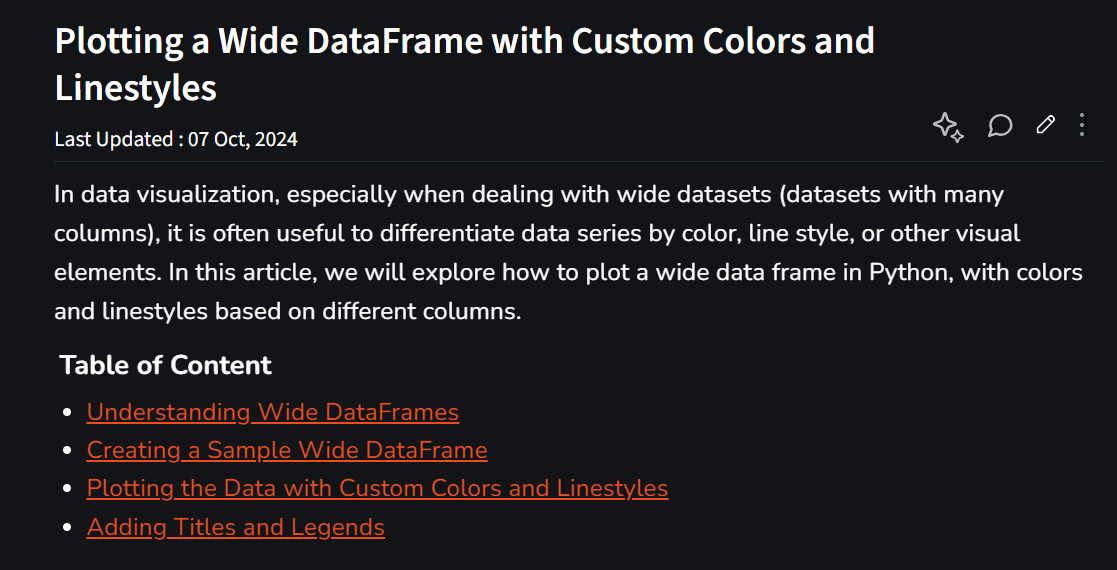 Plotting a Wide DataFrame with Custom Colors and
Linestyles
Last Updated : 07 Oct, 2024
In data visualization, especially when dealing with wide datasets (datasets with many
columns), it is often useful to differentiate data series by color, line style, or other visual
elements. In this article, we will explore how to plot a wide data frame in Python, with colors
and linestyles based on different columns.
Table of Content
Understanding Wide DataFrames
Creating a Sample Wide DataFrame
Plotting the Data with Custom Colors and Linestyles
Adding Titles and Legends